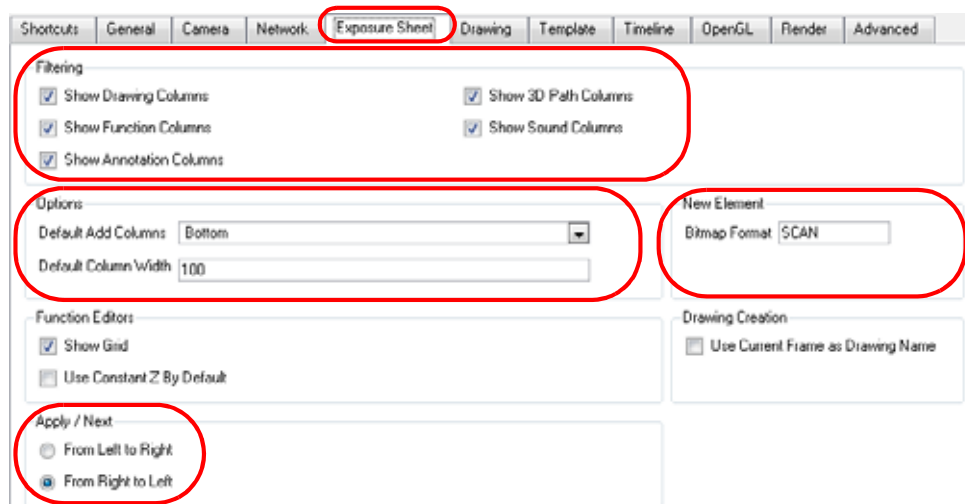 Shortcuts General Camera Network Exposure Sheet Drawing Template Timeline OpenGL Render Advanced
Filtering
Show Drawing Columns Show 3D Path Columns
Show Function Columns Show Sound Columns
Show Annotation Columns
Options New Element
Default Add Columns Bottom Bitmap Format SCAN
Default Column Width 100
Function Editors Drawing Creation
Show Grid Use Current Frame as Drawing Name
Use Constant Z By Default
Apply / Next
From Left to Right
From Right to Left